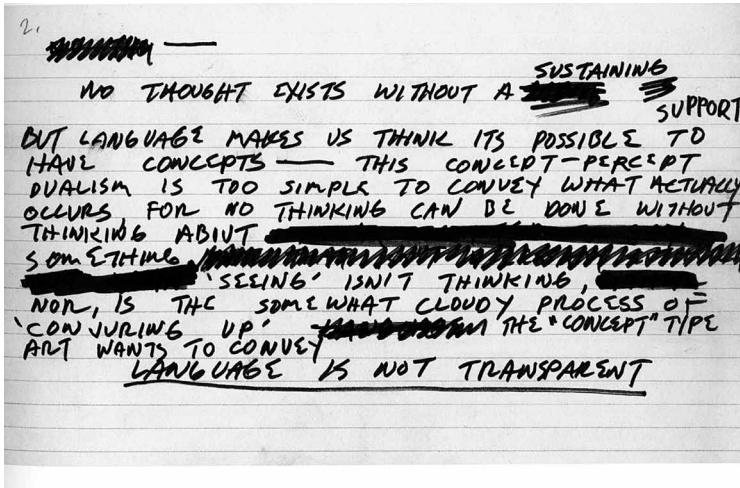 2.
—
SUSTAINING
NO THOUGHT EXISTS WITHOUT A
SUPPORT
BUT LANGUAGE MAKES US THINK ITS POSSIBLE TO
HAVE CONCEPTS — THIS CONCEPT-PERCEPT
DUALISM IS TOO SIMPLE TO CONVEY WHAT ACTUALLY
OCCURS, FOR NO THINKING CAN BE DONE WITHOUT
THINKING ABOUT
SOMETHING,
'SEEING' ISN'T THINKING,
NOR, IS THE SOMEWHAT CLOUDY PROCESS OF
'CONJURING UP' THE "CONCEPT" TYPE
ART WANTS TO CONVEY
LANGUAGE IS NOT TRANSPARENT